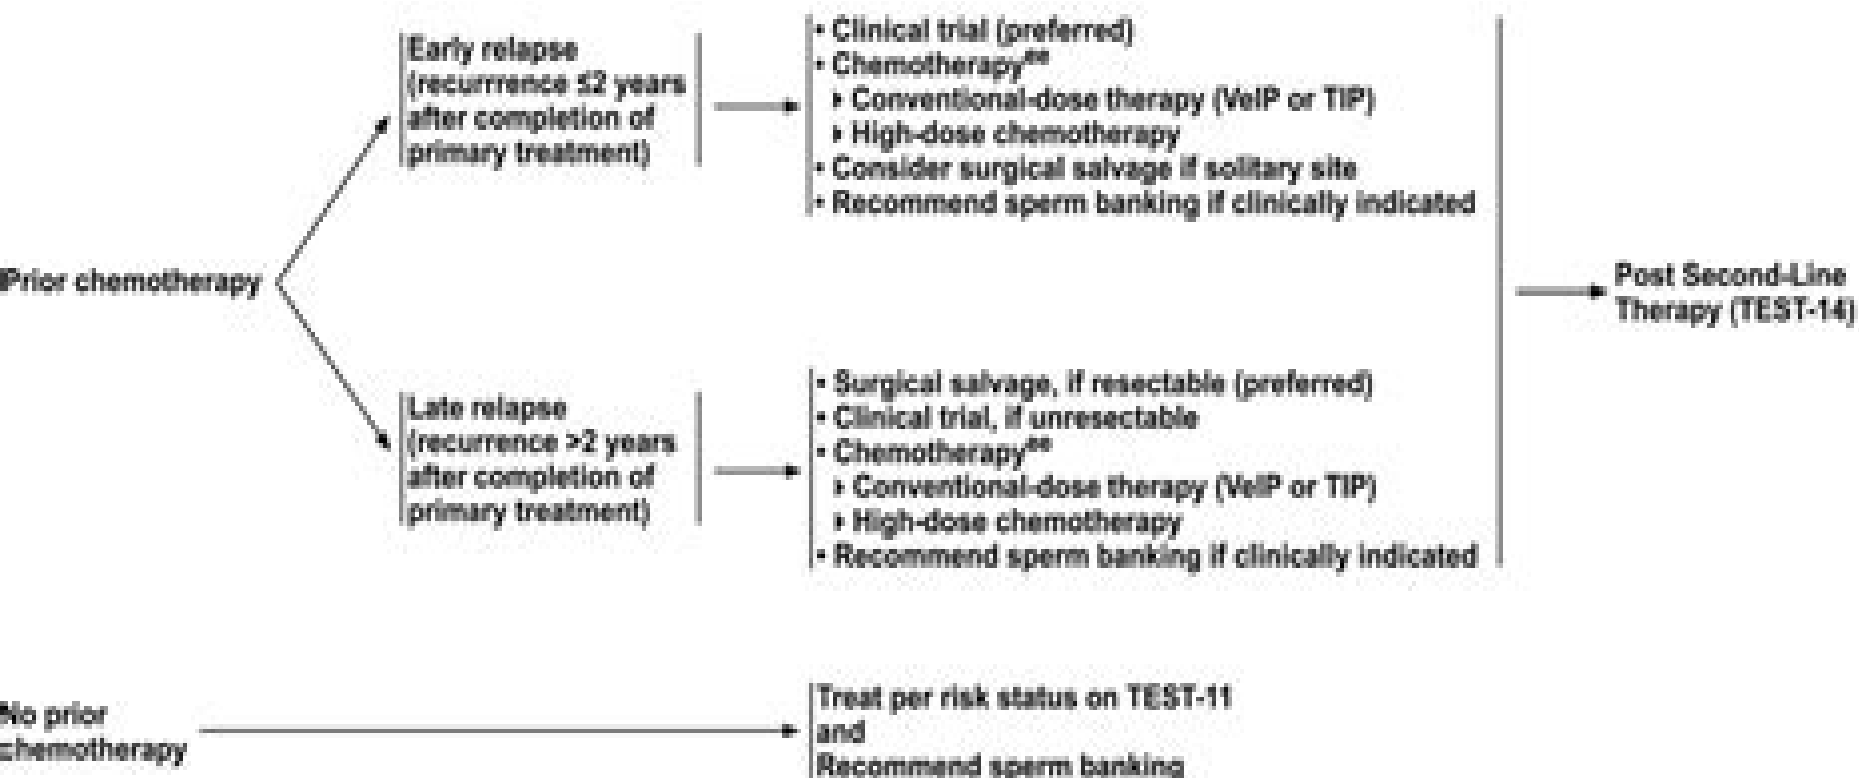 Prior chemotherapy
Early relapse
(recurrrence ≤2 years
after completion of
primary treatment)
• Clinical trial (preferred)
• Chemotherapyee
‣ Conventional-dose therapy (VeIP or TIP)
‣ High-dose chemotherapy
• Consider surgical salvage if solitary site
• Recommend sperm banking if clinically indicated
Late relapse
(recurrence >2 years
after completion of
primary treatment)
• Surgical salvage, if resectable (preferred)
• Clinical trial, if unresectable
• Chemotherapyee
‣ Conventional-dose therapy (VeIP or TIP)
‣ High-dose chemotherapy
• Recommend sperm banking if clinically indicated
Post Second-Line
Therapy (TEST-14)
No prior
chemotherapy
Treat per risk status on TEST-11
and
Recommend sperm banking